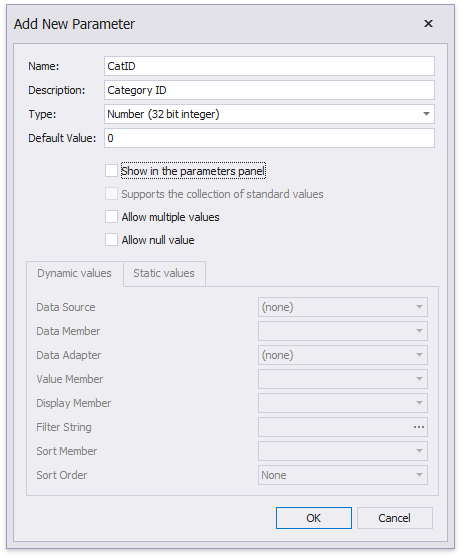 Add New Parameter
Name: CatID
Description: Category ID
Type: Number (32 bit integer)
Default Value: 0
Show in the parameters panel
Supports the collection of standard values
Allow multiple values
Allow null value
Dynamic values Static values
Data Source (none)
Data Member
Data Adapter (none)
Value Member
Display Member
Filter String ...
Sort Member
Sort Order None
OK Cancel